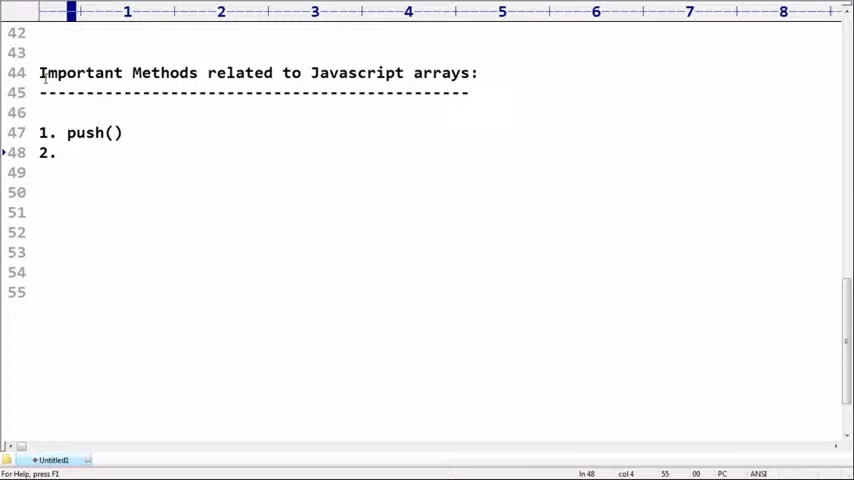 1 2 3 4 5 6 7 8
42
43
44 Important Methods related to Javascript arrays:
45 ----------------------------------------------
46
47 1. push()
48 2.
49
50
51
52
53
54
55
Untitled1
For Help, press F1 ln 48 col 4 55 00 PC ANSI